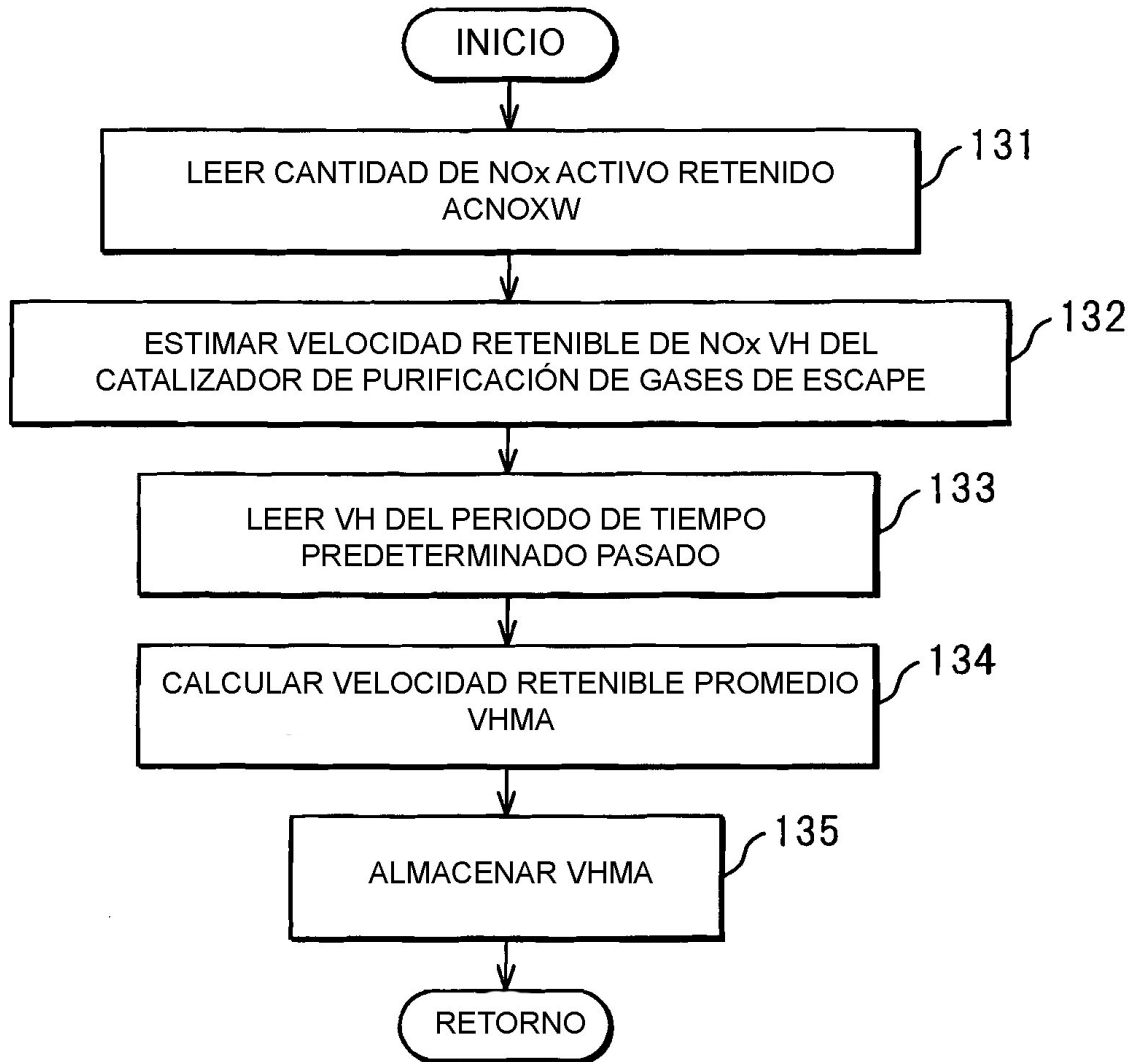 INICIO
131
LEER CANTIDAD DE NOx ACTIVO RETENIDO
ACNOXW
132
ESTIMAR VELOCIDAD RETENIBLE DE NOx VH DEL
CATALIZADOR DE PURIFICACIÓN DE GASES DE ESCAPE
133
LEER VH DEL PERIODO DE TIEMPO
PREDETERMINADO PASADO
134
CALCULAR VELOCIDAD RETENIBLE PROMEDIO
VHMA
135
ALMACENAR VHMA
RETORNO